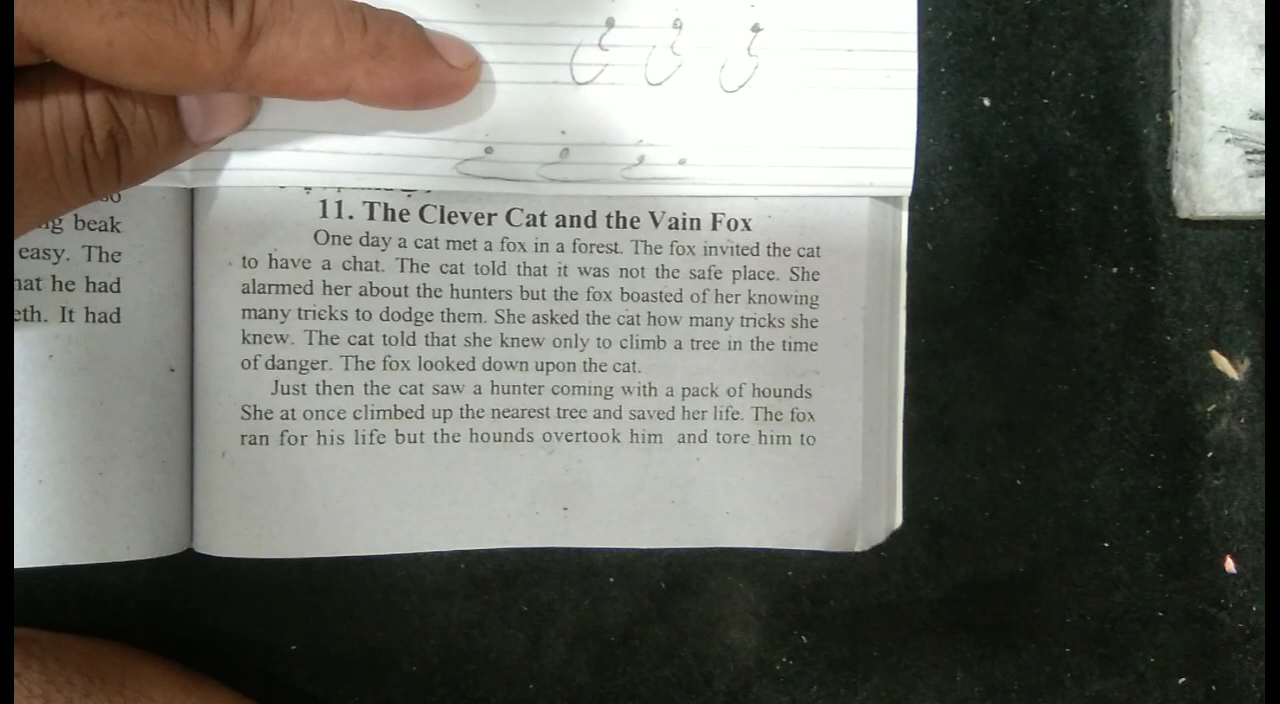 في في في
beak
easy. The
he had
It had
11. The Clever Cat and the Vain Fox
One day a cat met a fox in a forest. The fox invited the cat
to have a chat. The cat told that it was not the safe place. She
alarmed her about the hunters but the fox boasted of her knowing
many tricks to dodge them. She asked the cat how many tricks she
knew. The cat told that she knew only to climb a tree in the time
of danger. The fox looked down upon the cat.
Just then the cat saw a hunter coming with a pack of hounds
She at once climbed up the nearest tree and saved her life. The fox
ran for his life but the hounds overtook him and tore him to